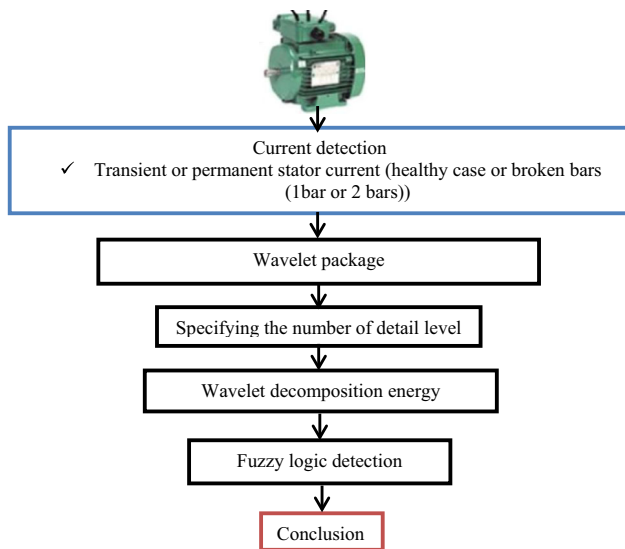 Current detection
✓ Transient or permanent stator current (healthy case or broken bars
(1bar or 2 bars))
Wavelet package
Specifying the number of detail level
Wavelet decomposition energy
Fuzzy logic detection
Conclusion